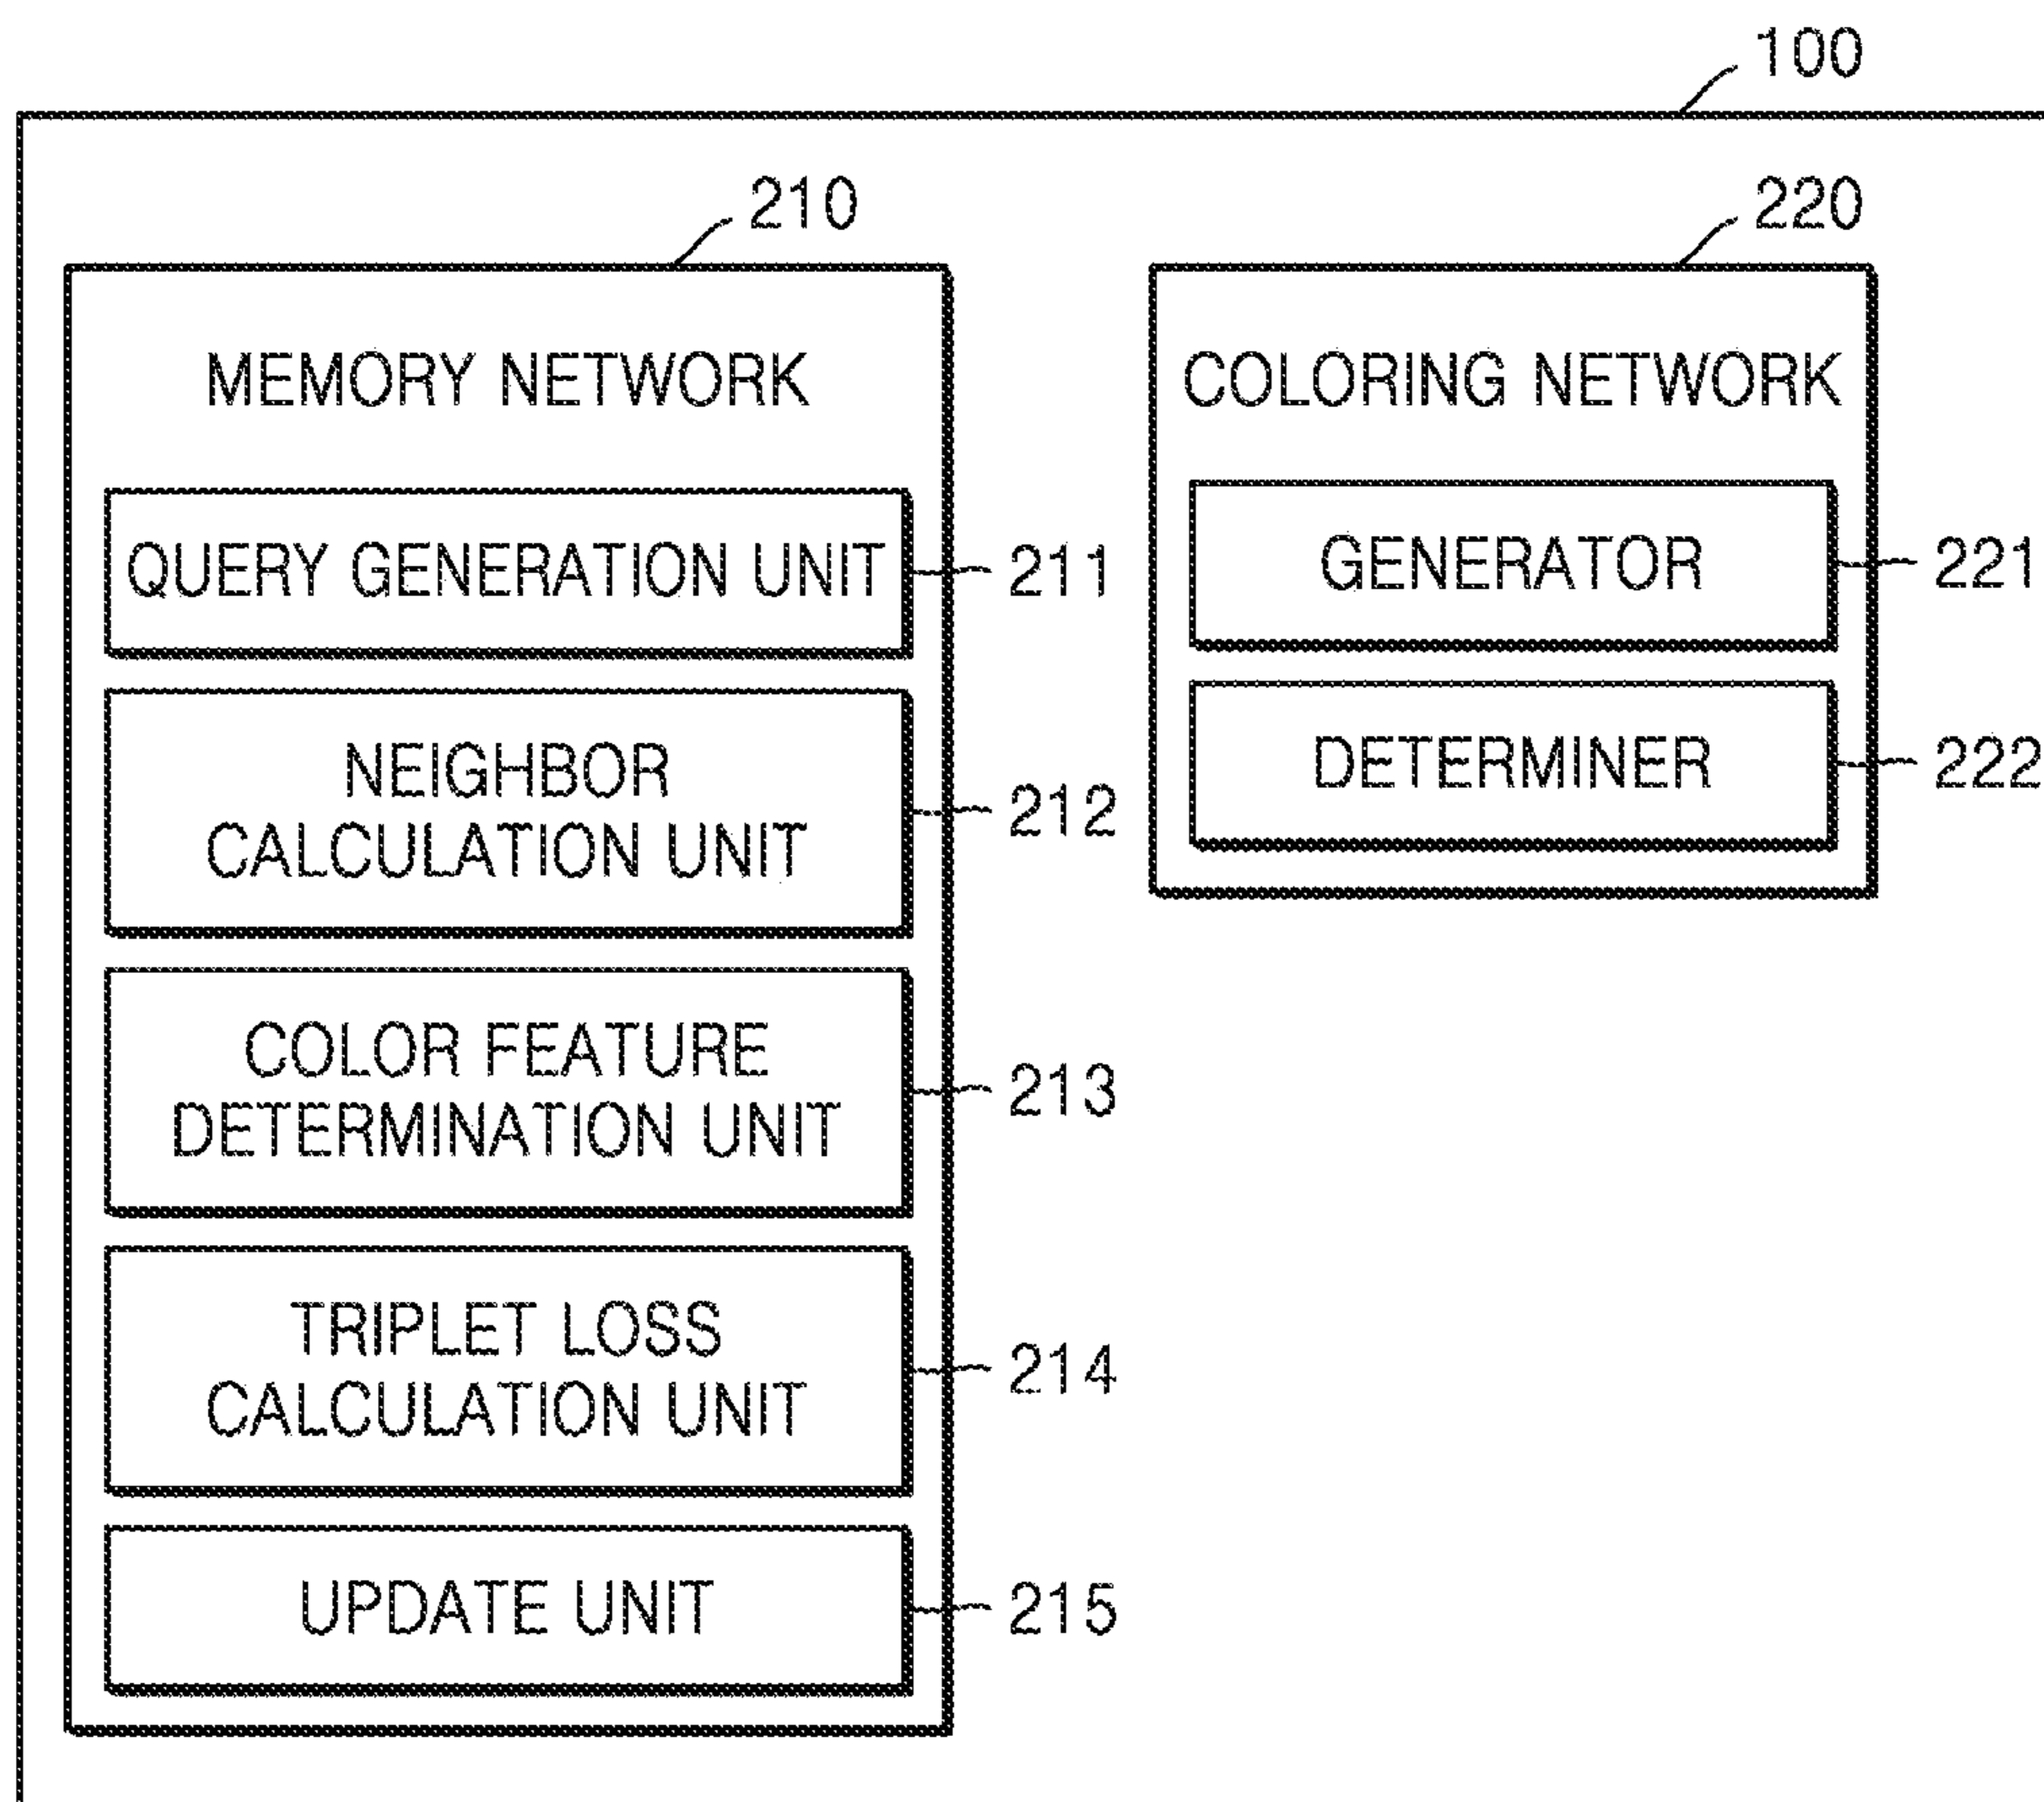 100
210
MEMORY NETWORK
QUERY GENERATION UNIT
211
NEIGHBOR
CALCULATION UNIT
212
COLOR FEATURE
DETERMINATION UNIT
213
TRIPLET LOSS
CALCULATION UNIT
214
UPDATE UNIT
215
220
COLORING NETWORK
GENERATOR
221
DETERMINER
222